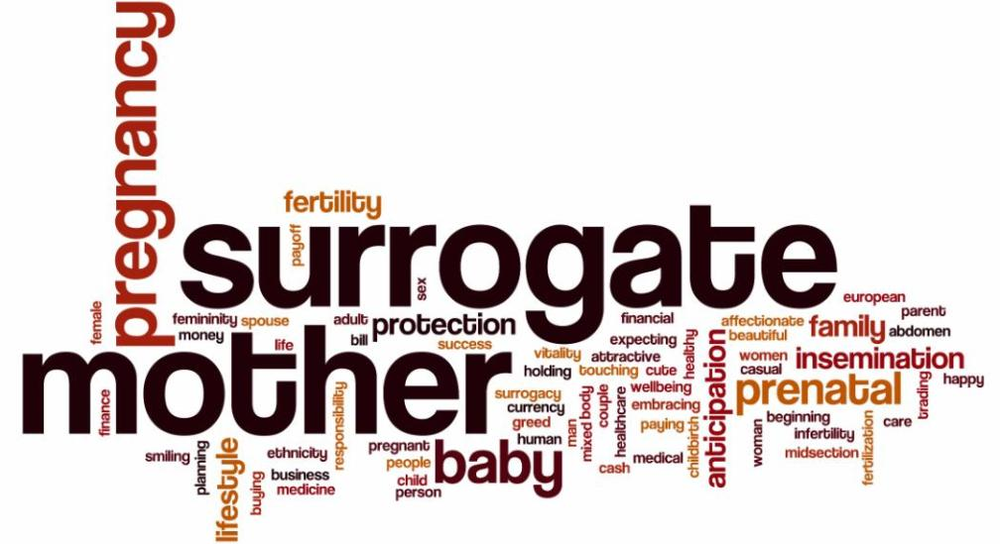 pregnancy
fertility
surrogate
payoff
sex
european
female
femininity
spouse
adult
protection
financial
affectionate
family
parent
abdomen
money
life
bill
success
expecting
healthy
beautiful
mother
vitality
attractive
anticipation
women
insemination
holding
touching
cute
casual
happy
finance
responsibility
surrogacy
wellbeing
prenatal
trading
currency
mixed body
couple
healthcare
embracing
greed
man
paying
childbirth
woman
beginning
care
human
infertility
fertilization
smiling
planning
lifestyle
ethnicity
pregnant
baby
medical
midsection
people
cash
buying
business
child
medicine
person